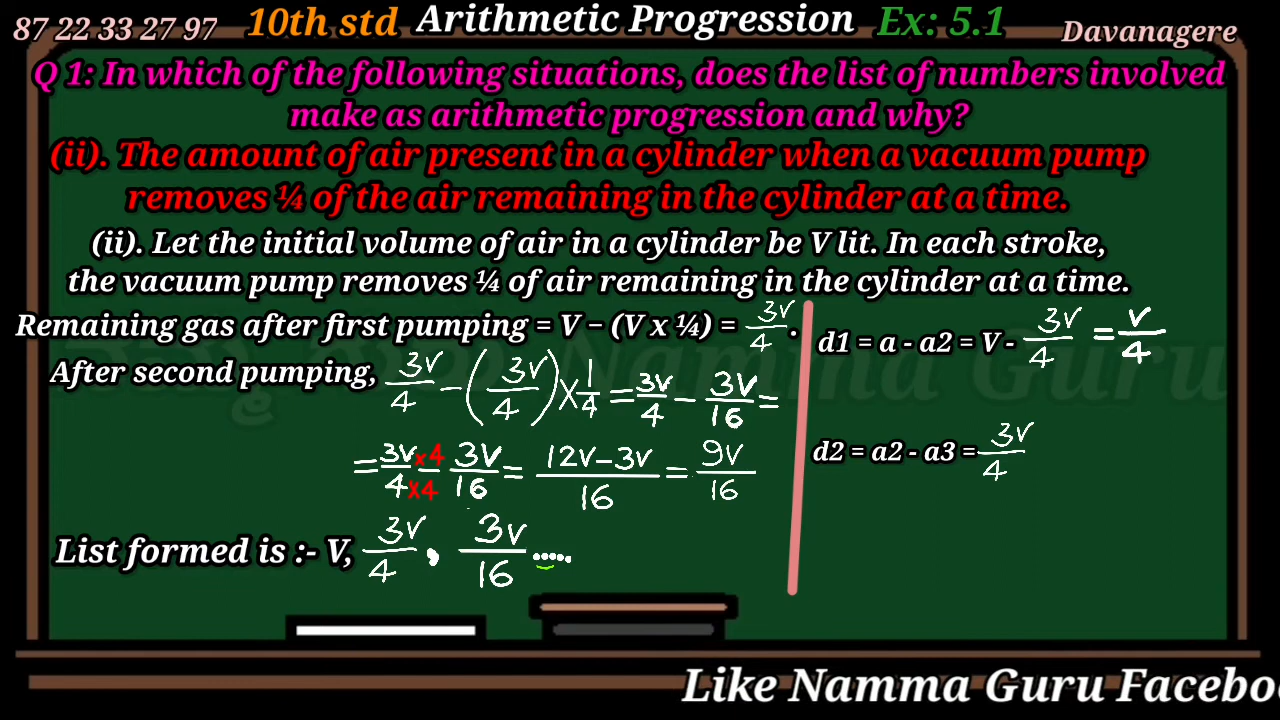 87 22 33 27 97 10th std Arithmetic Progression Ex: 5.1 Davanagere
Q 1: In which of the following situations, does the list of numbers involved
make as arithmetic progression and why?
(ii). The amount of air present in a cylinder when a vacuum pump
removes ¼ of the air remaining in the cylinder at a time.
(ii). Let the initial volume of air in a cylinder be V lit. In each stroke,
the vacuum pump removes ¼ of air remaining in the cylinder at a time.
Remaining gas after first pumping = V − (V x ¼) = 3V/4.
After second pumping, 3V/4 − (3V/4) × 1/4 = 3V/4 − 3V/16 =
= 3V×4/4×4 − 3V/16 = 12V−3V/16 = 9V/16
List formed is :- V, 3V/4, 3V/16 .....
d1 = a - a2 = V - 3V/4 = V/4
d2 = a2 - a3 = 3V/4
Namma Guru
Like Namma Guru Facebo